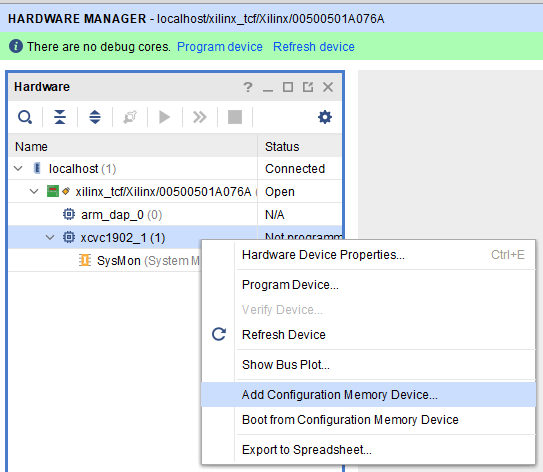 HARDWARE MANAGER - localhost/xilinx_tcf/Xilinx/00500501A076A
There are no debug cores. Program device Refresh device
Hardware
Name Status
localhost (1) Connected
xilinx_tcf/Xilinx/00500501A076A ( Open
arm_dap_0 (0) N/A
xcvc1902_1 (1) Not programm
SysMon (System M
Hardware Device Properties... Ctrl+E
Program Device...
Verify Device...
Refresh Device
Show Bus Plot...
Add Configuration Memory Device...
Boot from Configuration Memory Device
Export to Spreadsheet...